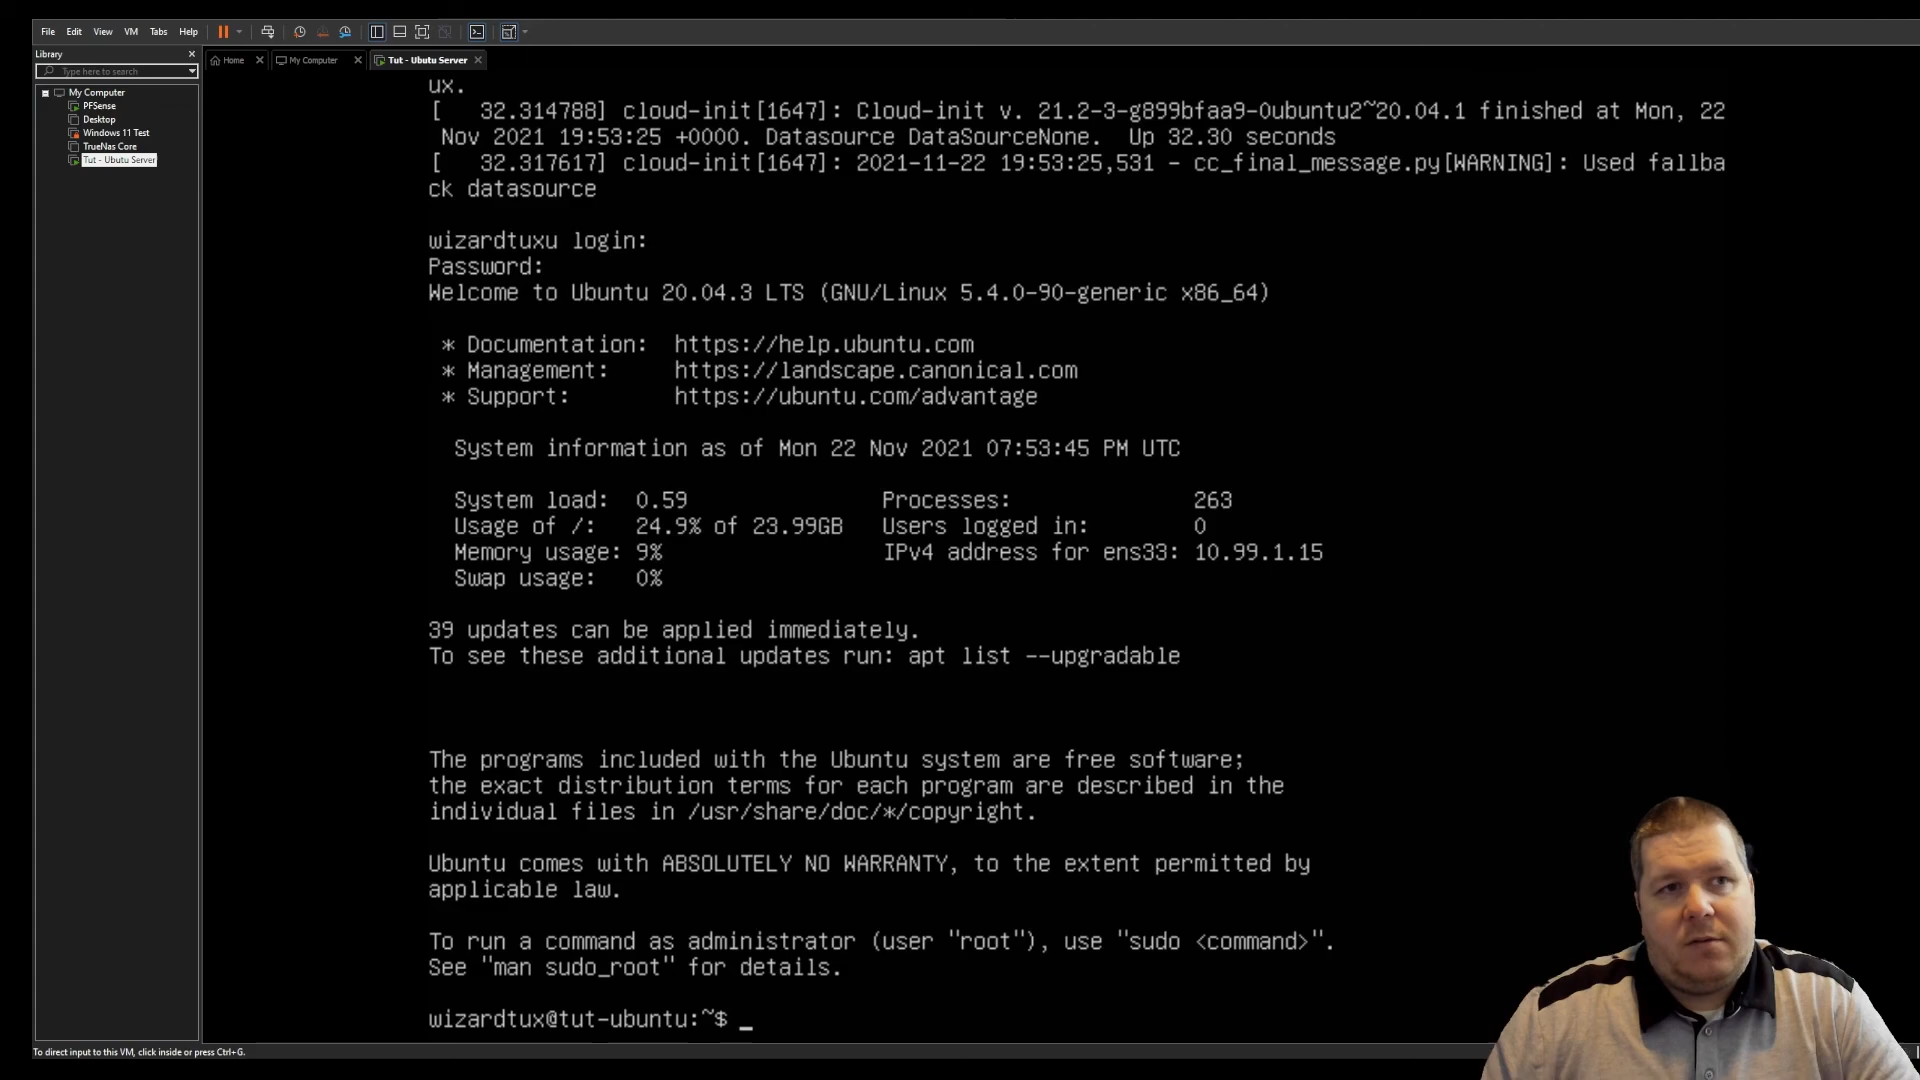 File Edit View VM Tabs Help
Library
Type here to search
My Computer
PFSense
Desktop
Windows 11 Test
TrueNas Core
Tut - Ubutu Server
Home
My Computer
Tut - Ubutu Server
ux.
[   32.314788] cloud-init[1647]: Cloud-init v. 21.2-3-g899bfaa9-0ubuntu2~20.04.1 finished at Mon, 22
Nov 2021 19:53:25 +0000. Datasource DataSourceNone.  Up 32.30 seconds
[   32.317617] cloud-init[1647]: 2021-11-22 19:53:25,531 - cc_final_message.py[WARNING]: Used fallba
ck datasource
wizardtuxu login:
Password:
Welcome to Ubuntu 20.04.3 LTS (GNU/Linux 5.4.0-90-generic x86_64)
* Documentation:  https://help.ubuntu.com
* Management:     https://landscape.canonical.com
* Support:        https://ubuntu.com/advantage
System information as of Mon 22 Nov 2021 07:53:45 PM UTC
System load:  0.59               Processes:              263
Usage of /:   24.9% of 23.99GB   Users logged in:        0
Memory usage: 9%                 IPv4 address for ens33: 10.99.1.15
Swap usage:   0%
39 updates can be applied immediately.
To see these additional updates run: apt list --upgradable
The programs included with the Ubuntu system are free software;
the exact distribution terms for each program are described in the
individual files in /usr/share/doc/*/copyright.
Ubuntu comes with ABSOLUTELY NO WARRANTY, to the extent permitted by
applicable law.
To run a command as administrator (user "root"), use "sudo <command>".
See "man sudo_root" for details.
wizardtux@tut-ubuntu:~$ _
To direct input to this VM, click inside or press Ctrl+G.